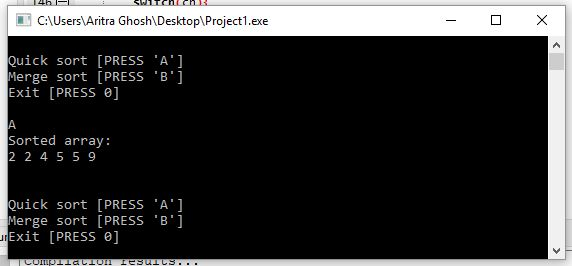 146
switch(ch){
C:\Users\Aritra Ghosh\Desktop\Project1.exe
Quick sort [PRESS 'A']
Merge sort [PRESS 'B']
Exit [PRESS 0]
A
Sorted array:
2 2 4 5 5 9
Quick sort [PRESS 'A']
Merge sort [PRESS 'B']
Exit [PRESS 0]
Compilation results...